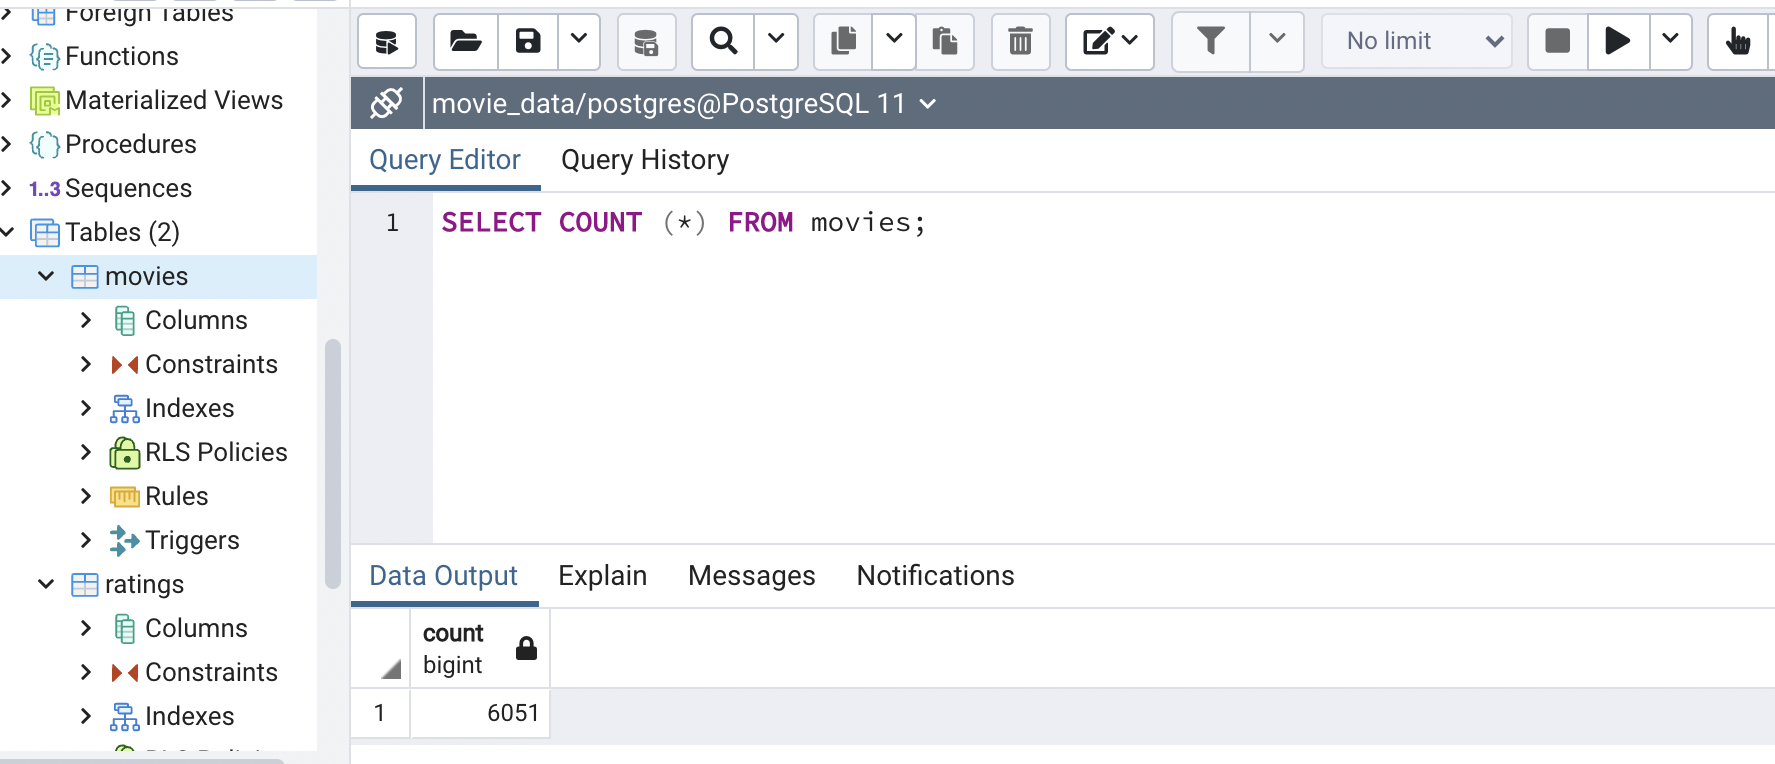 Foreign Tables
Functions
Materialized Views
Procedures
1..3 Sequences
Tables (2)
movies
Columns
Constraints
Indexes
RLS Policies
Rules
Triggers
ratings
Columns
Constraints
Indexes
No limit
movie_data/postgres@PostgreSQL 11
Query Editor Query History
1 SELECT COUNT (*) FROM movies;
Data Output Explain Messages Notifications
count
bigint
1 6051